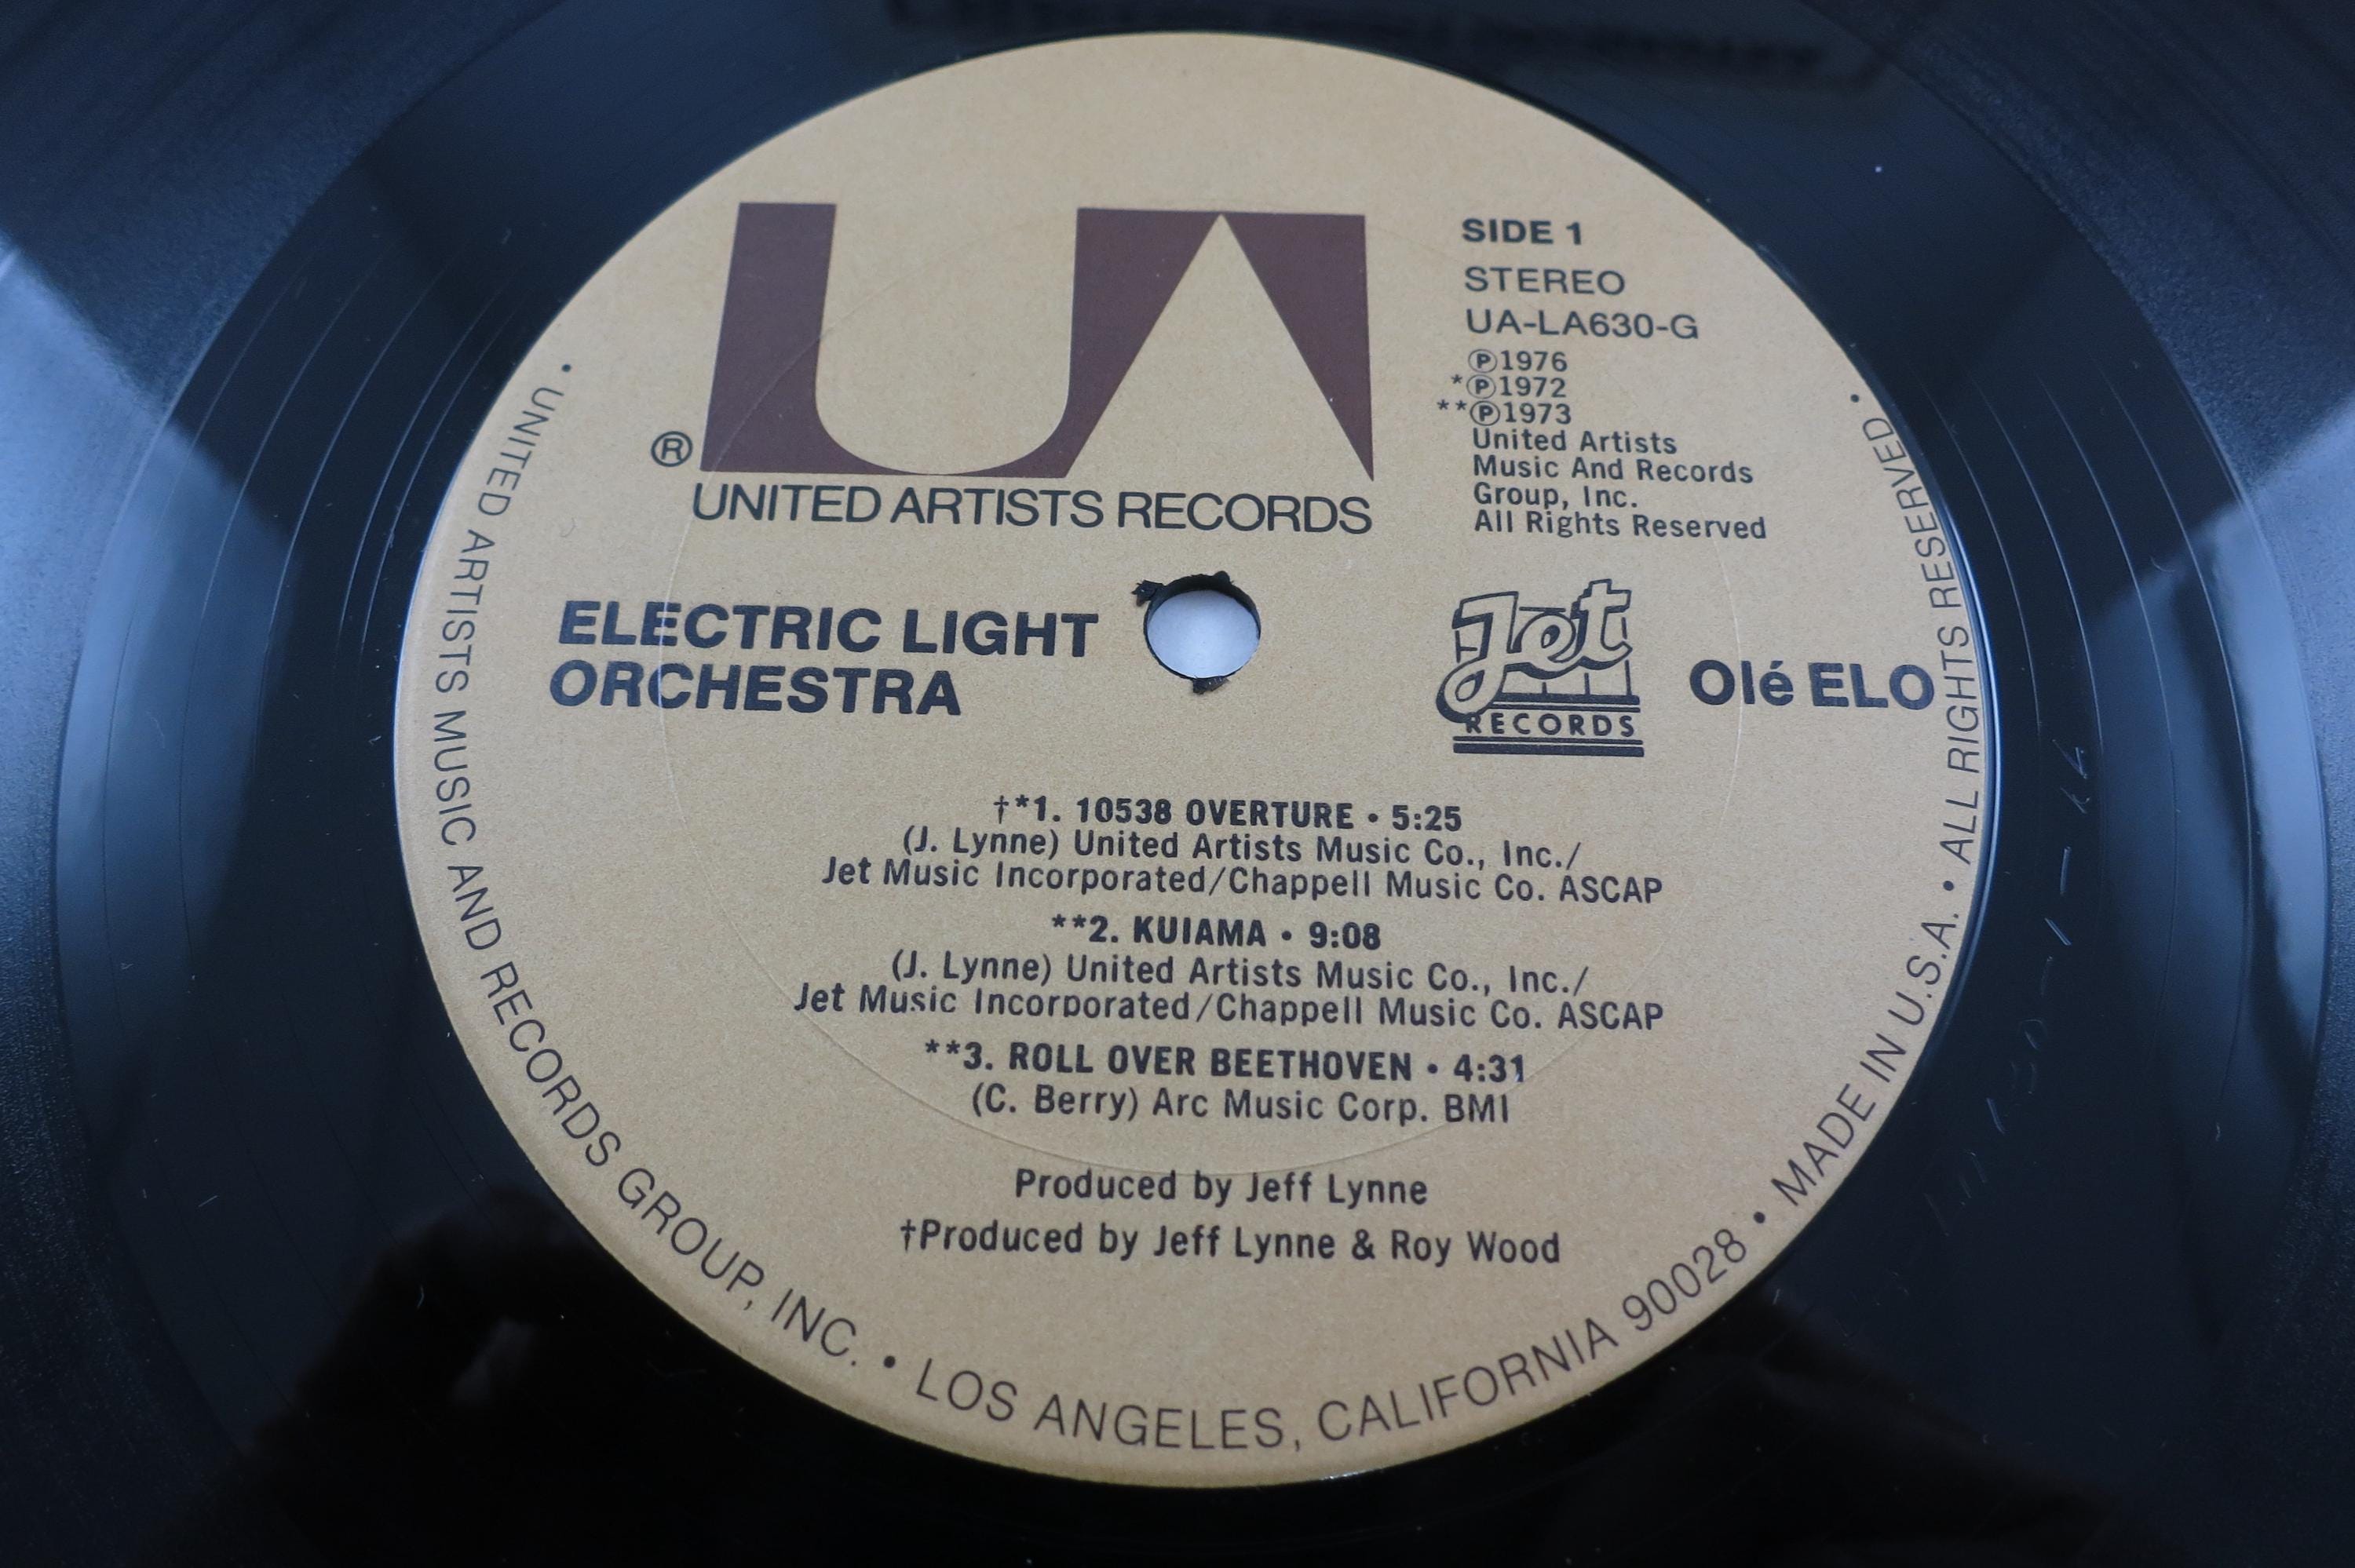 UA
®
UNITED ARTISTS RECORDS
SIDE 1
STEREO
UA-LA630-G
℗1976
*℗1972
**℗1973
United Artists
Music And Records
Group, Inc.
All Rights Reserved
ELECTRIC LIGHT
ORCHESTRA
Jet
RECORDS
Olé ELO
†*1. 10538 OVERTURE • 5:25
(J. Lynne) United Artists Music Co., Inc./
Jet Music Incorporated/Chappell Music Co. ASCAP
**2. KUIAMA • 9:08
(J. Lynne) United Artists Music Co., Inc./
Jet Music Incorporated/Chappell Music Co. ASCAP
**3. ROLL OVER BEETHOVEN • 4:31
(C. Berry) Arc Music Corp. BMI
Produced by Jeff Lynne
†Produced by Jeff Lynne & Roy Wood
• UNITED ARTISTS MUSIC AND RECORDS GROUP, INC. • LOS ANGELES, CALIFORNIA 90028 • MADE IN U.S.A. • ALL RIGHTS RESERVED •